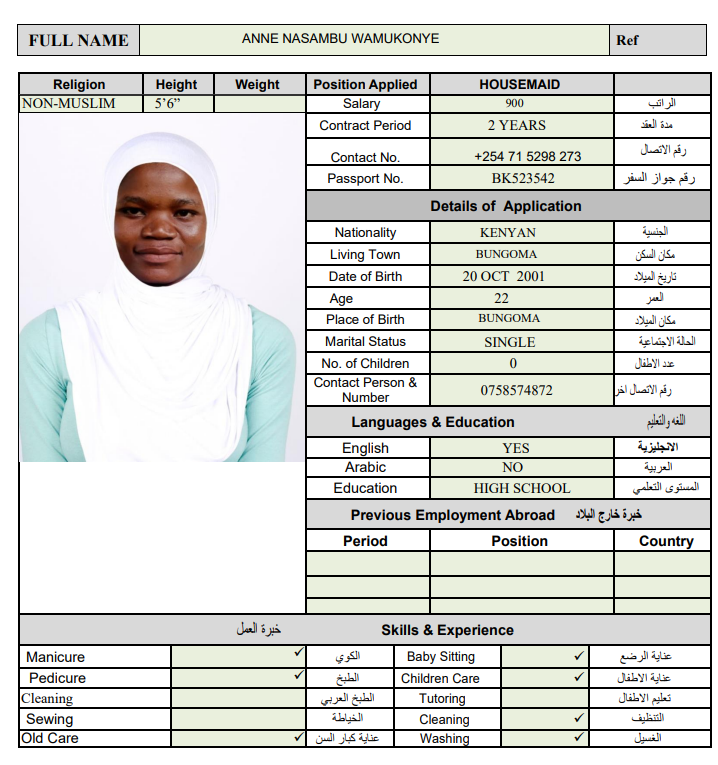 FULL NAME ANNE NASAMBU WAMUKONYE Ref
Religion Height Weight Position Applied HOUSEMAID
NON-MUSLIM 5’6” Salary 900 الراتب
Contract Period 2 YEARS مدة العقد
Contact No. +254 71 5298 273 رقم الاتصال
Passport No. BK523542 رقم جواز السفر
Details of Application
Nationality KENYAN الجنسية
Living Town BUNGOMA مكان السكن
Date of Birth 20 OCT 2001 تاريخ الميلاد
Age 22 العمر
Place of Birth BUNGOMA مكان الميلاد
Marital Status SINGLE الحالة الاجتماعية
No. of Children 0 عدد الاطفال
Contact Person &
Number 0758574872 رقم الاتصال اخر
Languages & Education اللغه والتعليم
English YES الانجليزية
Arabic NO العربية
Education HIGH SCHOOL المستوى التعلمي
Previous Employment Abroad خبرة خارج البلاد
Period Position Country
خبرة العمل Skills & Experience
Manicure ✓ الكوي Baby Sitting ✓ عناية الرضع
Pedicure ✓ الطبخ Children Care ✓ عناية الاطفال
Cleaning الطبخ العربي Tutoring تعليم الاطفال
Sewing الخياطة Cleaning ✓ التنظيف
Old Care ✓ عناية كبار السن Washing ✓ الغسيل